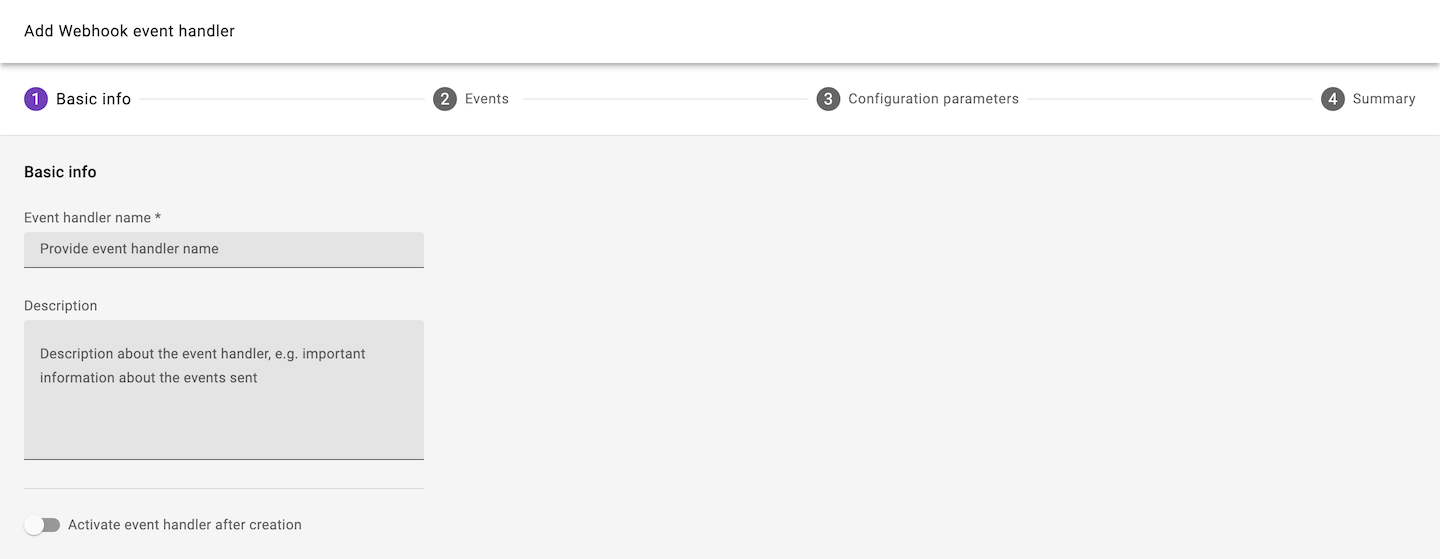 Add Webhook event handler
1 Basic info 2 Events 3 Configuration parameters 4 Summary
Basic info
Event handler name *
Provide event handler name
Description
Description about the event handler, e.g. important
information about the events sent
Activate event handler after creation